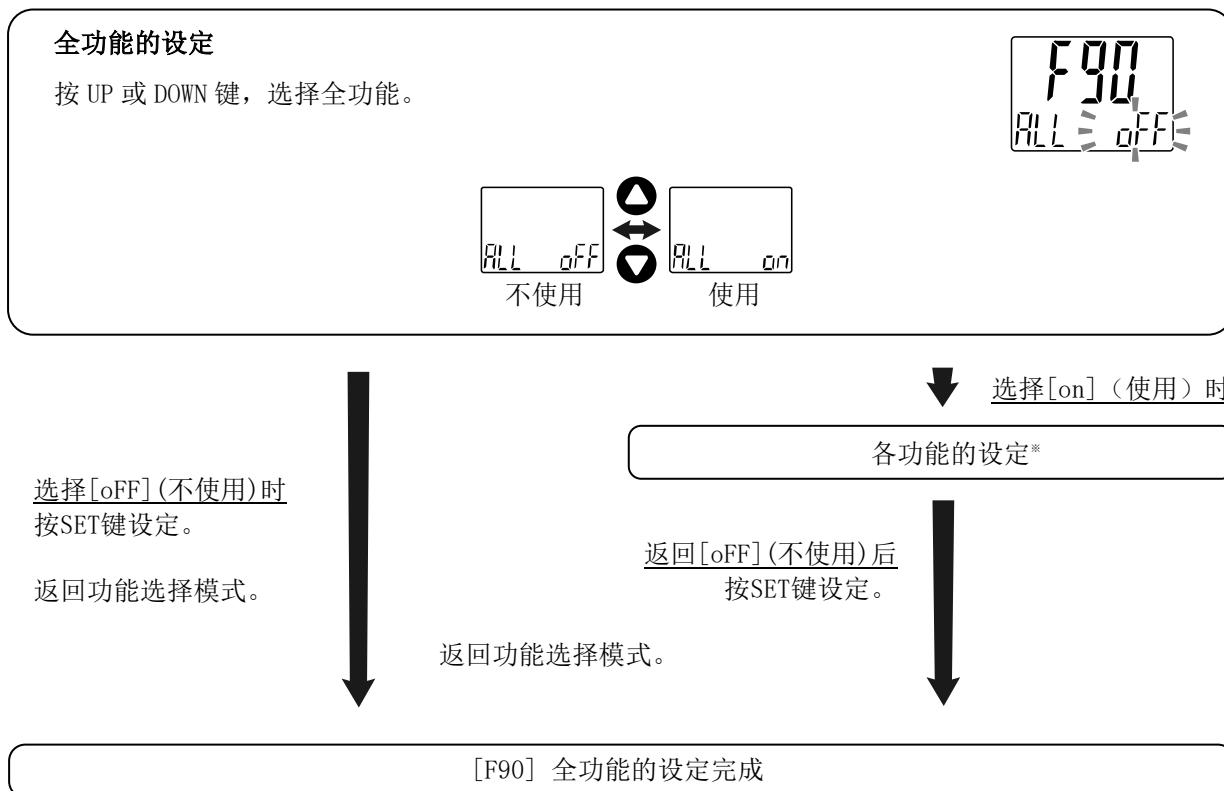 全功能的设定
按 UP 或 DOWN 键，选择全功能。
F90
ALL oFF
ALL oFF
ALL on
不使用
使用
选择[on]（使用）时
各功能的设定※
选择[oFF](不使用)时
按SET键设定。
返回功能选择模式。
返回[oFF](不使用)后
按SET键设定。
返回功能选择模式。
[F90] 全功能的设定完成